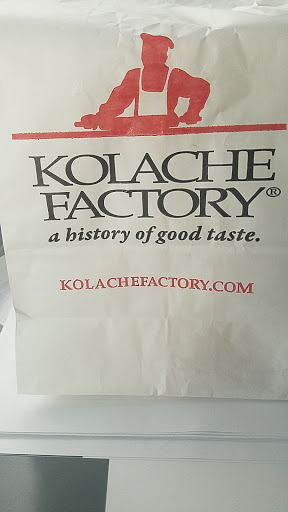 KOLACHE
FACTORY®
a history of good taste.
KOLACHEFACTORY.COM